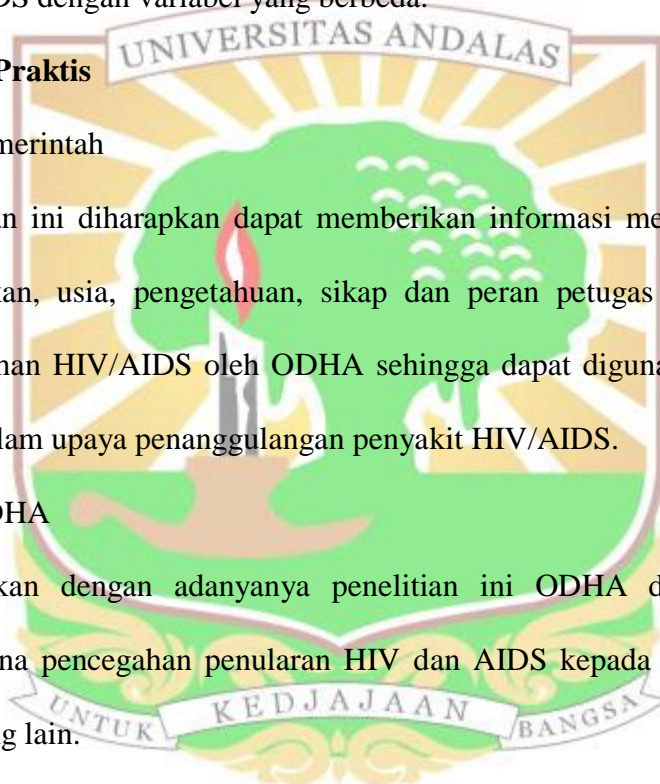 DS dengan variabel yang berbeda.
UNIVERSITAS ANDALAS
Praktis
merintah
an ini diharapkan dapat memberikan informasi me
kan, usia, pengetahuan, sikap dan peran petugas
nan HIV/AIDS oleh ODHA sehingga dapat diguna
lam upaya penanggulangan penyakit HIV/AIDS.
DHA
kan dengan adanyanya penelitian ini ODHA d
na pencegahan penularan HIV dan AIDS kepada
UNTUK KEDJAJAAN BANGSA
g lain.